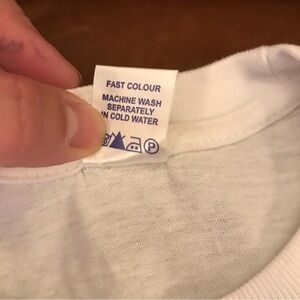 FAST COLOUR
MACHINE WASH
SEPARATELY
IN COLD WATER
P